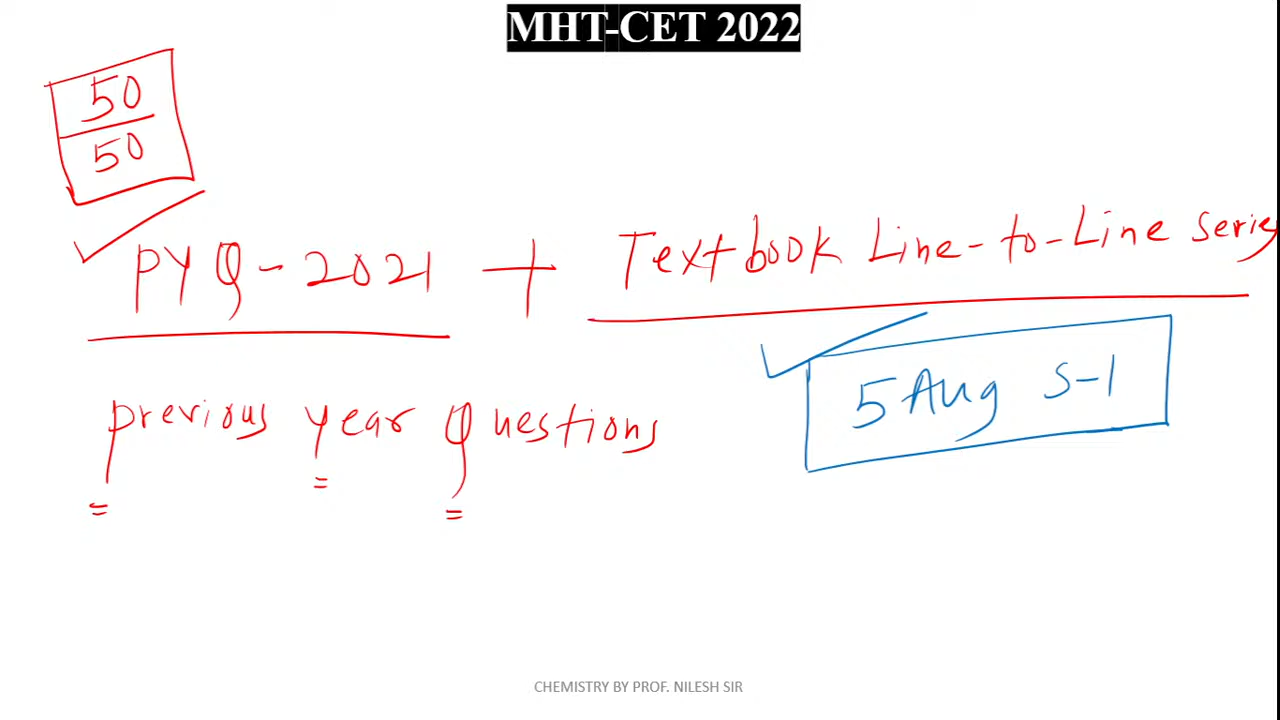 MHT-CET 2022
50
50
PYQ-2021 + Textbook Line-to-Line Series
5 Aug S-1
previous year Questions
CHEMISTRY BY PROF. NILESH SIR